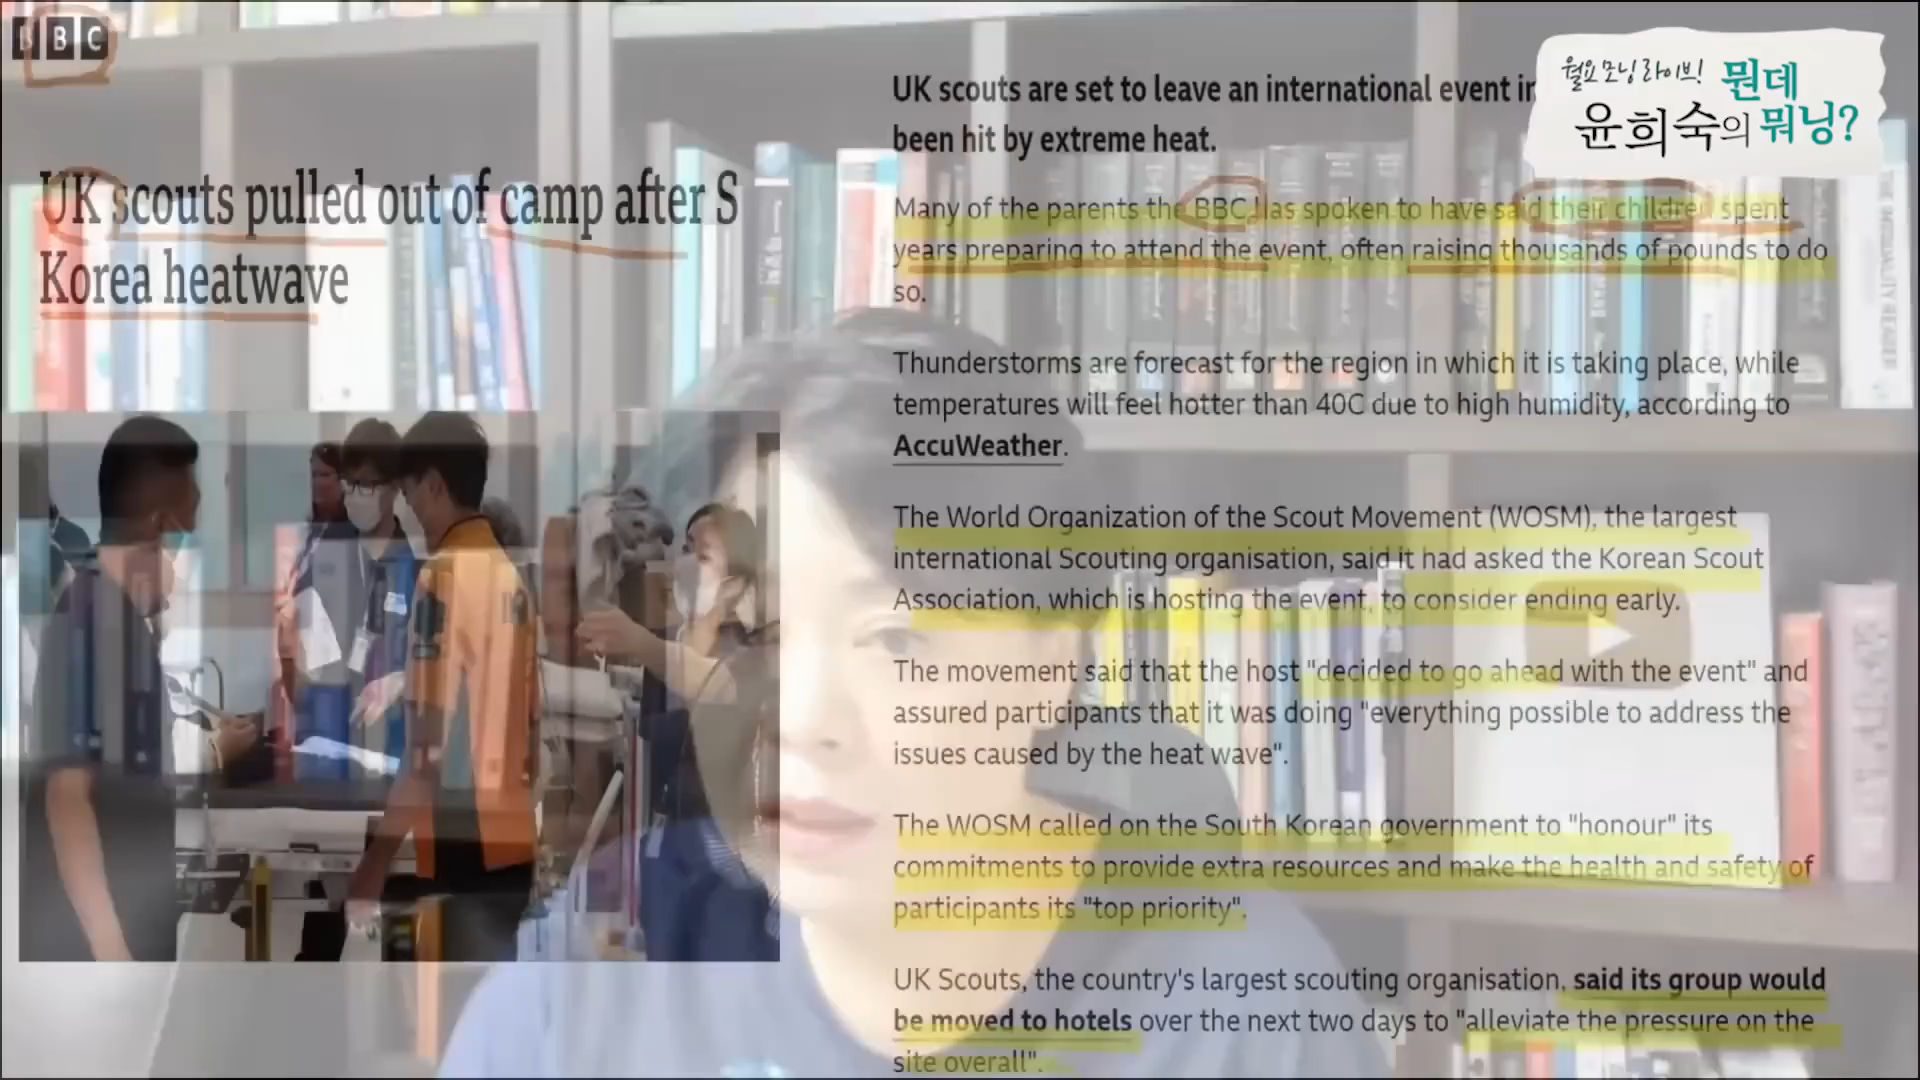 BBC
월요 모닝 라이브! 뭔데
윤희숙의 뭐닝?
UK scouts pulled out of camp after S
Korea heatwave
UK scouts are set to leave an international event in
been hit by extreme heat.
Many of the parents the BBC has spoken to have said their children spent
years preparing to attend the event, often raising thousands of pounds to do
so.
Thunderstorms are forecast for the region in which it is taking place, while
temperatures will feel hotter than 40C due to high humidity, according to
AccuWeather.
The World Organization of the Scout Movement (WOSM), the largest
international Scouting organisation, said it had asked the Korean Scout
Association, which is hosting the event, to consider ending early.
The movement said that the host "decided to go ahead with the event" and
assured participants that it was doing "everything possible to address the
issues caused by the heat wave".
The WOSM called on the South Korean government to "honour" its
commitments to provide extra resources and make the health and safety of
participants its "top priority".
UK Scouts, the country's largest scouting organisation, said its group would
be moved to hotels over the next two days to "alleviate the pressure on the
site overall".